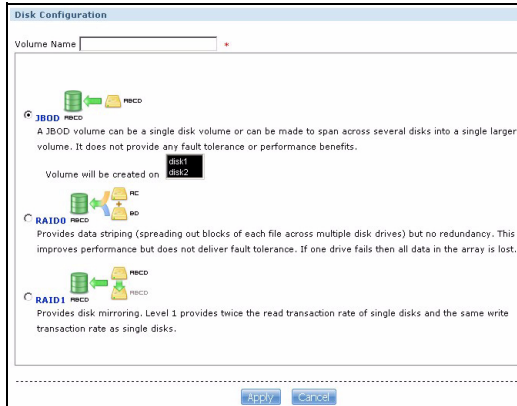 Disk Configuration
Volume Name *
ABCD
JBOD ABCD
A JBOD volume can be a single disk volume or can be made to span across several disks into a single larger
volume. It does not provide any fault tolerance or performance benefits.
disk1
Volume will be created on
disk2
AC
RAID0 ABCD BD
Provides data striping (spreading out blocks of each file across multiple disk drives) but no redundancy. This
improves performance but does not deliver fault tolerance. If one drive fails then all data in the array is lost.
ABCD
RAID1 ABCD ABCD
Provides disk mirroring. Level 1 provides twice the read transaction rate of single disks and the same write
transaction rate as single disks.
Apply Cancel